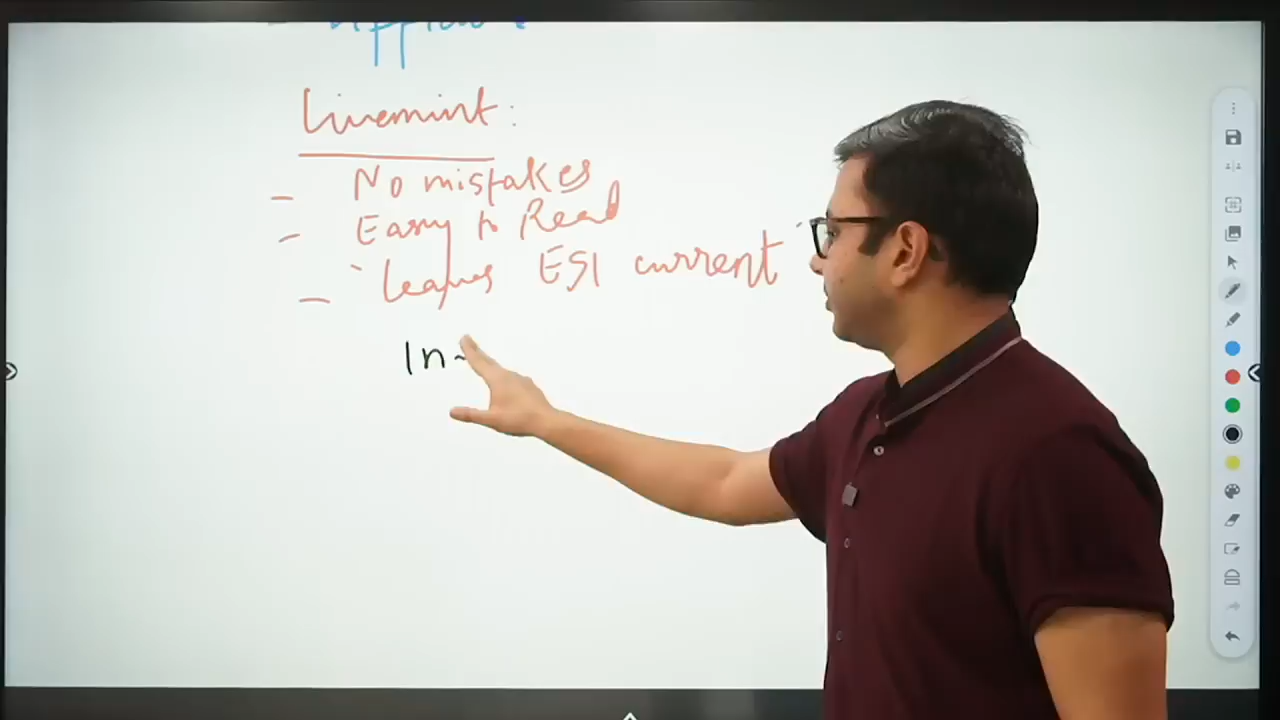 Livemint:
- No mistakes
- Easy to Read
- Leaves ESI current
In